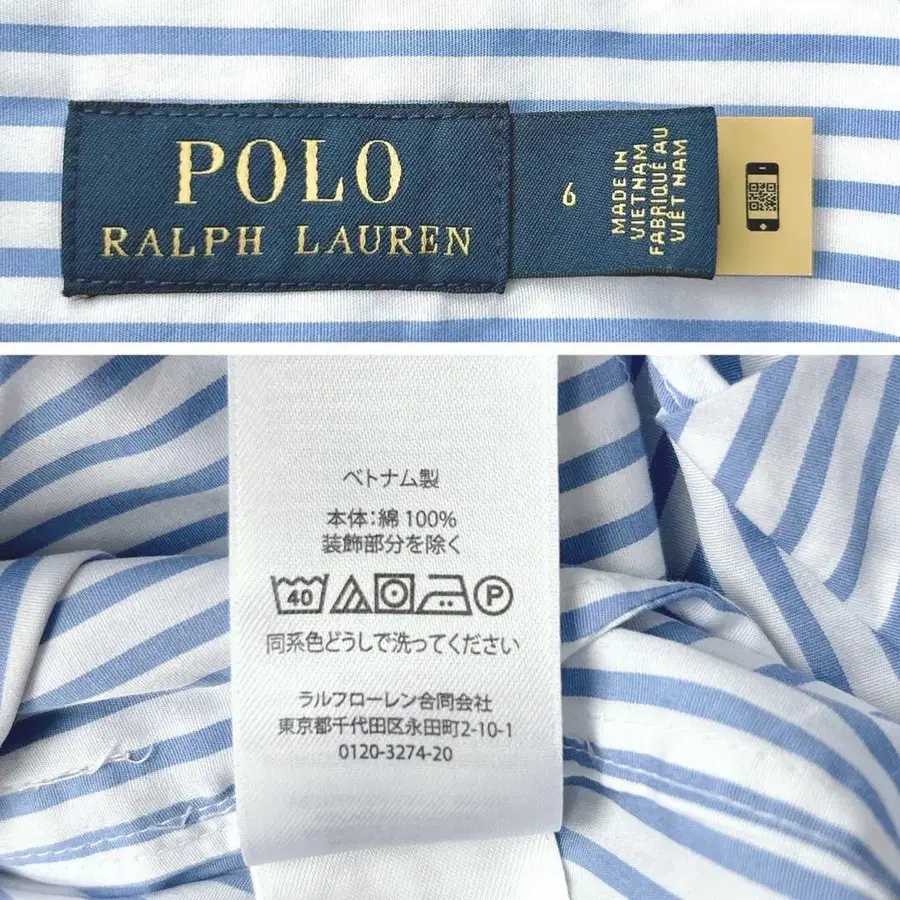 POLO
RALPH LAUREN
6
MADE IN
VIETNAM
FABRIQUÉ AU
VIÊT NAM
ベトナム製
本体：綿 100%
装飾部分を除く
40 P
同系色どうしで洗ってください
ラルフローレン合同会社
東京都千代田区永田町2-10-1
0120-3274-20